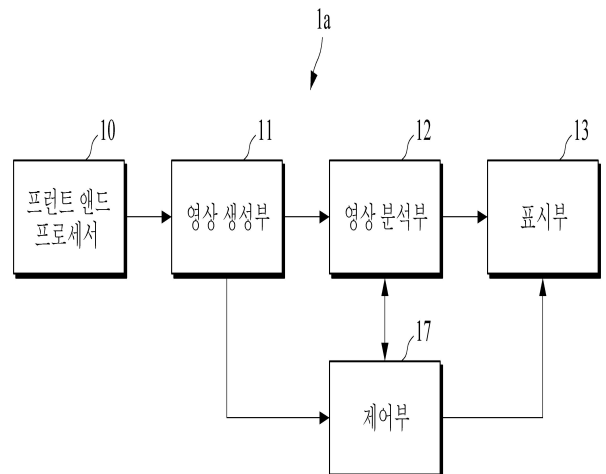 1a
10
11
12
13
프런트 앤드
프로세서
영상 생성부
영상 분석부
표시부
17
제어부